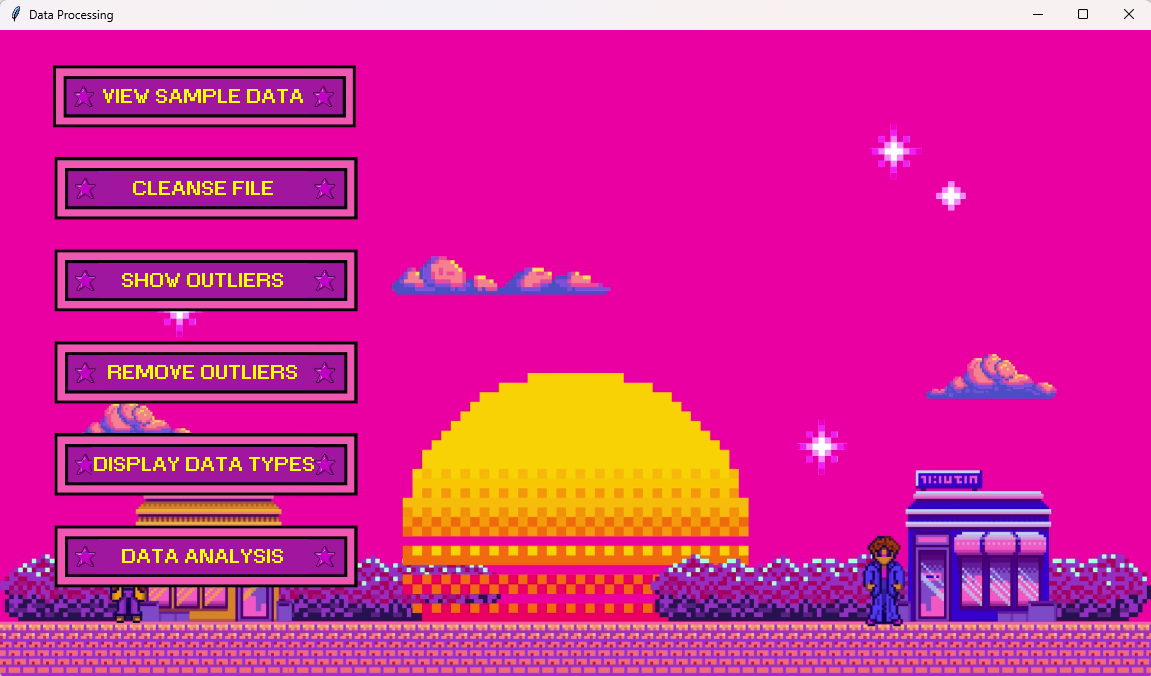 Data Processing
VIEW SAMPLE DATA
CLEANSE FILE
SHOW OUTLIERS
REMOVE OUTLIERS
DISPLAY DATA TYPES
DATA ANALYSIS